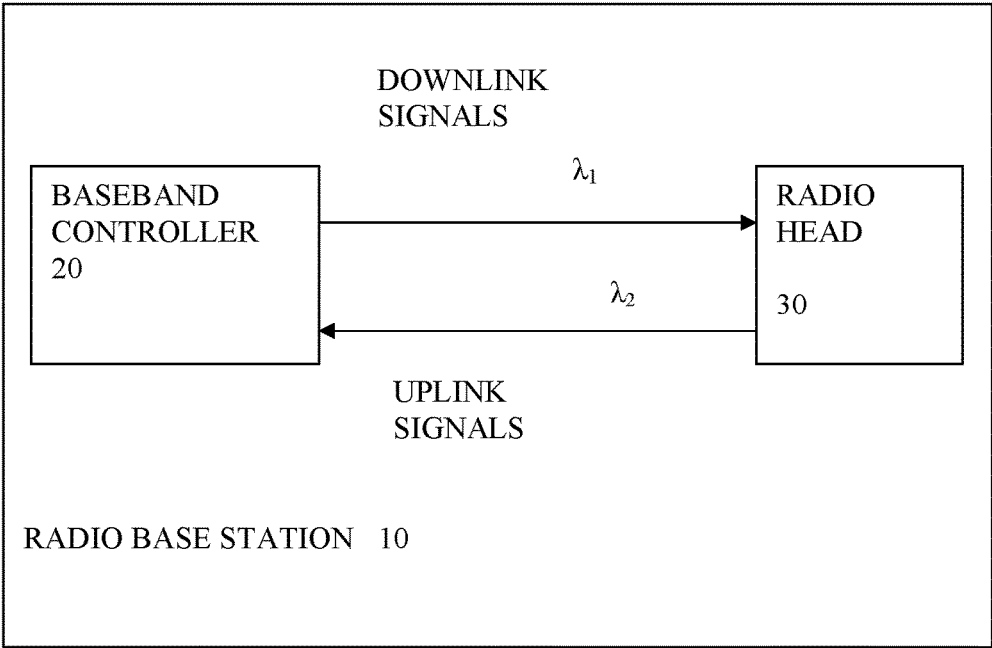 DOWNLINK
SIGNALS
λ1
BASEBAND
CONTROLLER
20
RADIO
HEAD
30
λ2
UPLINK
SIGNALS
RADIO BASE STATION 10